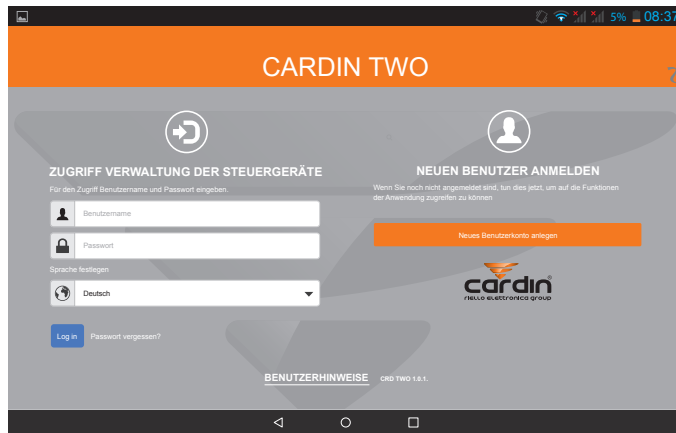 5% 08:37
CARDIN TWO
ZUGRIFF VERWALTUNG DER STEUERGERÄTE
Für den Zugriff Benutzername und Passwort eingeben.
Benutzername
Passwort
Sprache festlegen
Deutsch
Log in Passwort vergessen?
NEUEN BENUTZER ANMELDEN
Wenn Sie noch nicht angemeldet sind, tun dies jetzt, um auf die Funktionen
der Anwendung zugreifen zu können
Neues Benutzerkonto anlegen
cardin
riello elettronica group
BENUTZERHINWEISE CRD TWO 1.0.1.